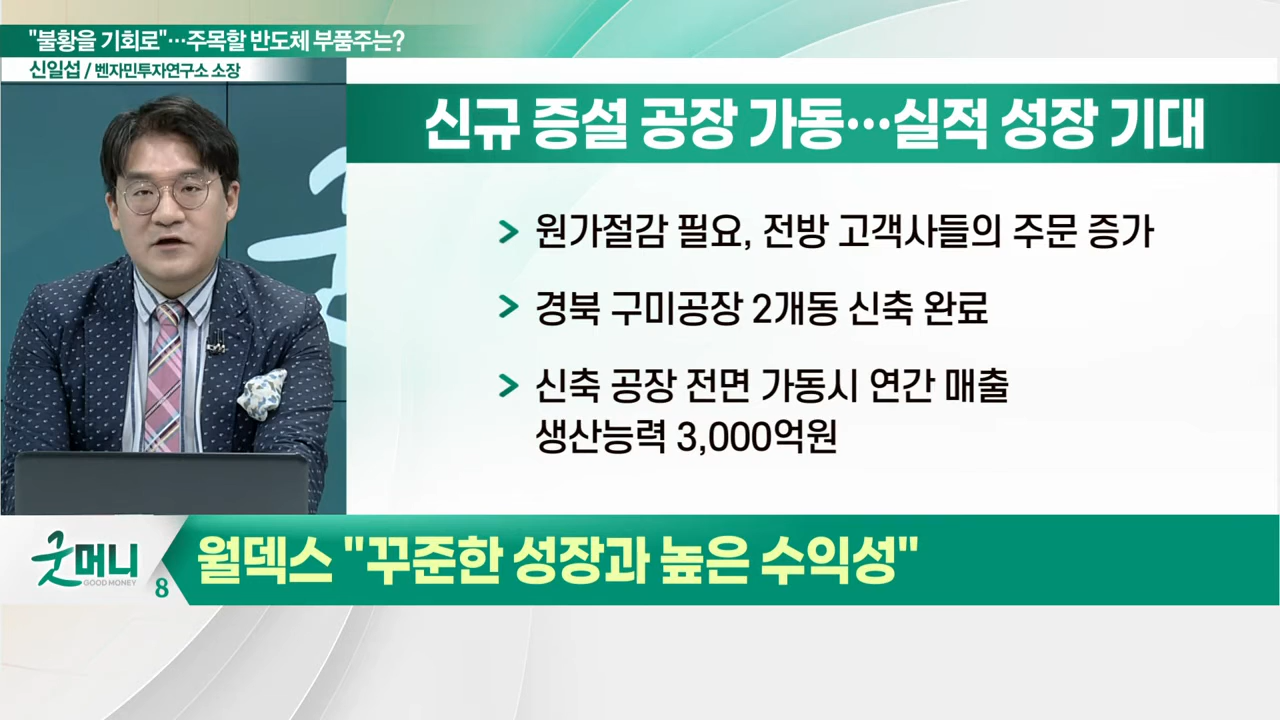 "불황을 기회로"…주목할 반도체 부품주는?
신일섭 / 벤자민투자연구소 소장
신규 증설 공장 가동…실적 성장 기대
> 원가절감 필요, 전방 고객사들의 주문 증가
> 경북 구미공장 2개동 신축 완료
> 신축 공장 전면 가동시 연간 매출
생산능력 3,000억원
굿머니
GOOD MONEY
8
월덱스 "꾸준한 성장과 높은 수익성"